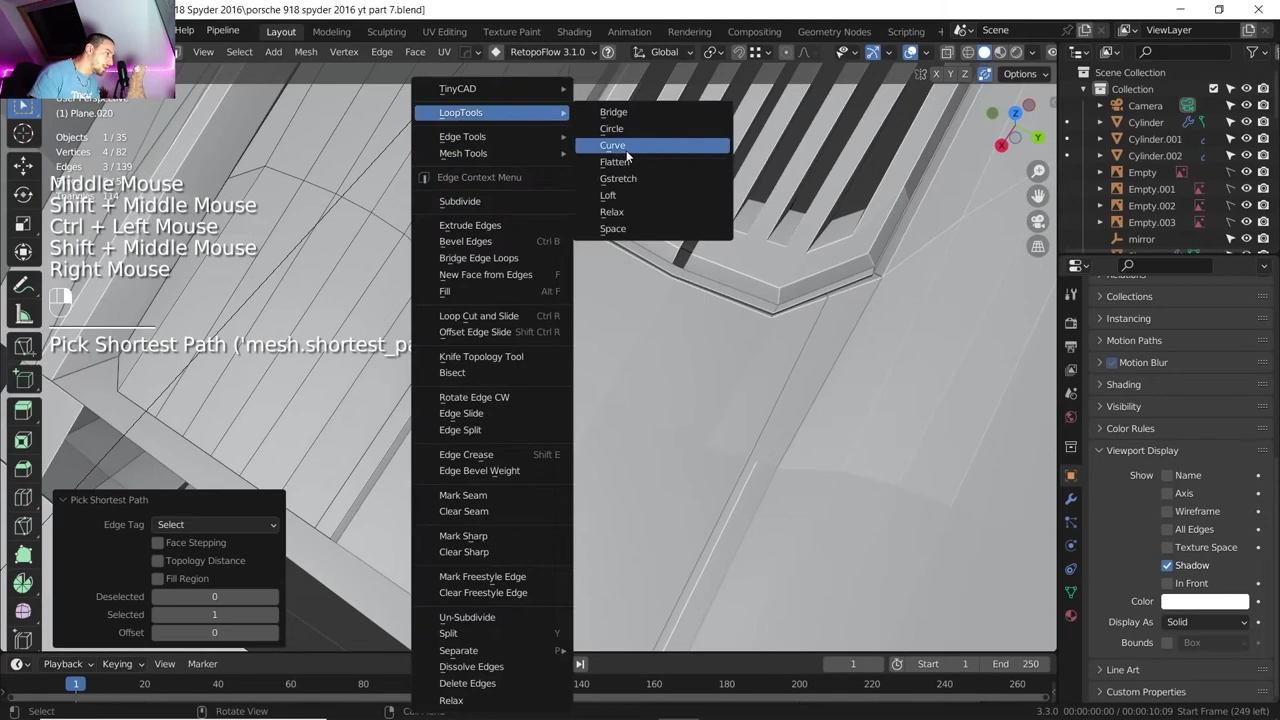 18 Spyder 2016\porsche 918 spyder 2016 yt part 7.blend]
Help Pipeline Layout Modeling Sculpting UV Editing Texture Paint Shading Animation Rendering Compositing Geometry Nodes Scripting Scene ViewLayer
View Select Add Mesh Vertex Edge Face UV RetopoFlow 3.1.0 Global
X Y Z Options
(1) Plane.020
Objects 1/35
Vertices 4/82
Edges 3/139
114
Middle Mouse
Shift + Middle Mouse
Ctrl + Left Mouse
Shift + Middle Mouse
Right Mouse
Pick Shortest Path ('mesh.shortest_pa
Pick Shortest Path
Edge Tag Select
Face Stepping
Topology Distance
Fill Region
Deselected 0
Selected 1
Offset 0
TinyCAD
LoopTools
Edge Tools
Mesh Tools
Edge Context Menu
Subdivide
Extrude Edges
Bevel Edges Ctrl B
Bridge Edge Loops
New Face from Edges F
Fill Alt F
Loop Cut and Slide Ctrl R
Offset Edge Slide Shift Ctrl R
Knife Topology Tool
Bisect
Rotate Edge CW
Edge Slide
Edge Split
Edge Crease Shift E
Edge Bevel Weight
Mark Seam
Clear Seam
Mark Sharp
Clear Sharp
Mark Freestyle Edge
Clear Freestyle Edge
Un-Subdivide
Split Y
Separate P
Dissolve Edges
Delete Edges
Relax
Bridge
Circle
Curve
Flatten
Gstretch
Loft
Relax
Space
Z
Y
X
Scene Collection
Collection
Camera
Cylinder
Cylinder.001
Cylinder.002
Empty
Empty.001
Empty.002
Empty.003
mirror
Relations
Collections
Instancing
Motion Paths
Motion Blur
Shading
Visibility
Color Rules
Viewport Display
Show Name
Axis
Wireframe
All Edges
Texture Space
Shadow
In Front
Color
Display As Solid
Bounds Box
Line Art
Custom Properties
Playback Keying View Marker 1 Start 1 End 250
1 20 40 60 80 140 160 180 200 220 240 260
Select Rotate View 3.3.0 00:00:00:00 / 00:00:10:09 Start Frame (249 left)